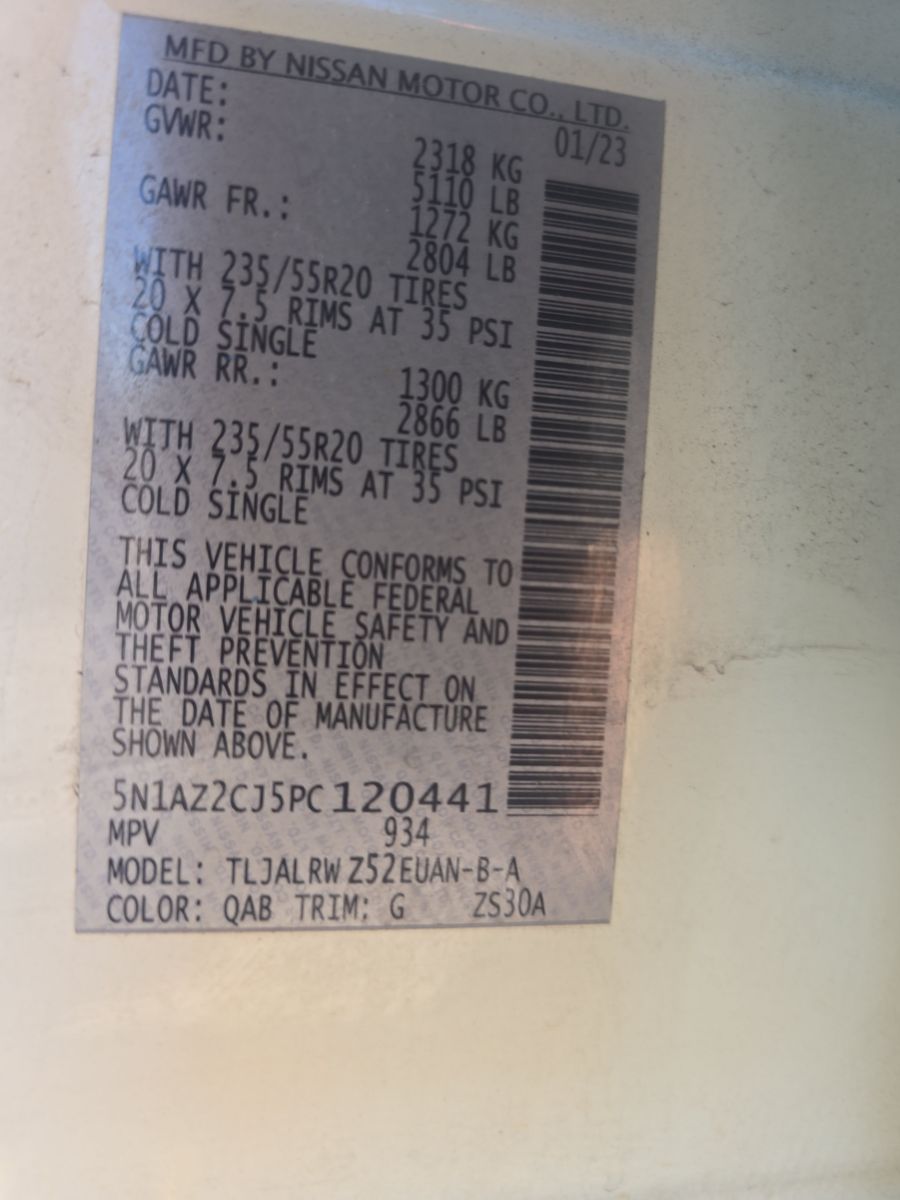 MFD BY NISSAN MOTOR CO., LTD.
DATE: 01/23
GVWR: 2318 KG
5110 LB
GAWR FR.: 1272 KG
2804 LB
WITH 235/55R20 TIRES
20 X 7.5 RIMS AT 35 PSI
COLD SINGLE
GAWR RR.: 1300 KG
2866 LB
WITH 235/55R20 TIRES
20 X 7.5 RIMS AT 35 PSI
COLD SINGLE
THIS VEHICLE CONFORMS TO
ALL APPLICABLE FEDERAL
MOTOR VEHICLE SAFETY AND
THEFT PREVENTION
STANDARDS IN EFFECT ON
THE DATE OF MANUFACTURE
SHOWN ABOVE.
5N1AZ2CJ5PC120441
MPV 934
MODEL: TLJALRW Z52EUAN-B-A
COLOR: QAB TRIM: G ZS30A